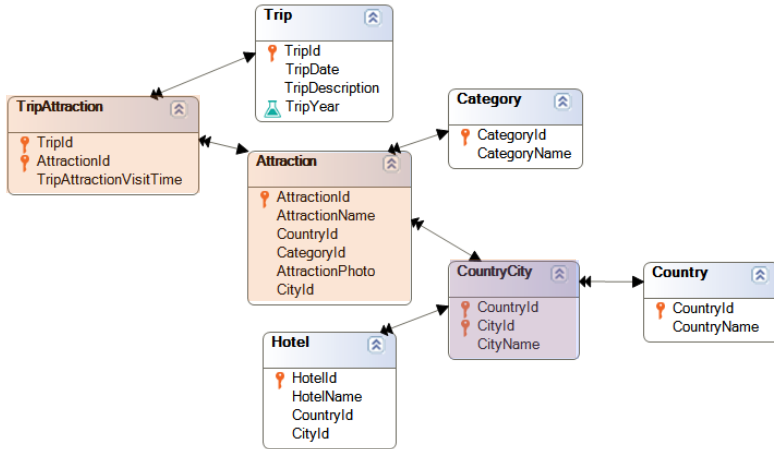 Trip
TripId
TripDate
TripDescription
TripYear
TripAttraction
TripId
AttractionId
TripAttractionVisitTime
Category
CategoryId
CategoryName
Attraction
AttractionId
AttractionName
CountryId
CategoryId
AttractionPhoto
CityId
CountryCity
CountryId
CityId
CityName
Country
CountryId
CountryName
Hotel
HotelId
HotelName
CountryId
CityId